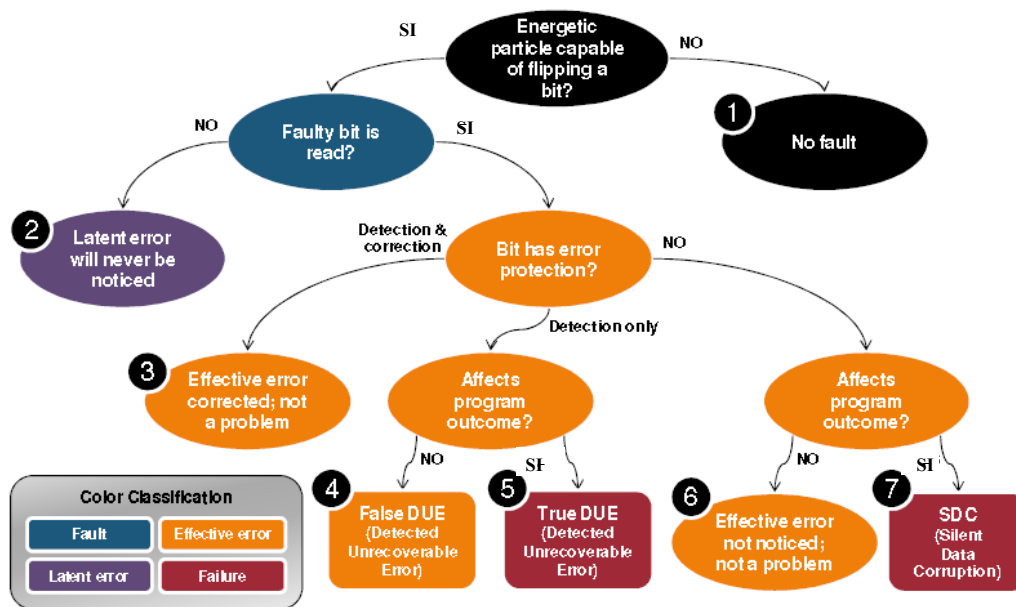 SI
Energetic
particle capable
of flipping a
bit?
NO
1
No fault
NO
Faulty bit is
read?
SI
2
Latent error
will never be
noticed
Detection &
correction
Bit has error
protection?
NO
Detection only
3
Effective error
corrected; not
a problem
Affects
program
outcome?
Affects
program
outcome?
NO
SI
NO
SI
4
False DUE
(Detected
Unrecoverable
Error)
5
True DUE
(Detected
Unrecoverable
Error)
6
Effective error
not noticed;
not a problem
7
SDC
(Silent
Data
Corruption)
Color Classification
Fault
Effective error
Latent error
Failure